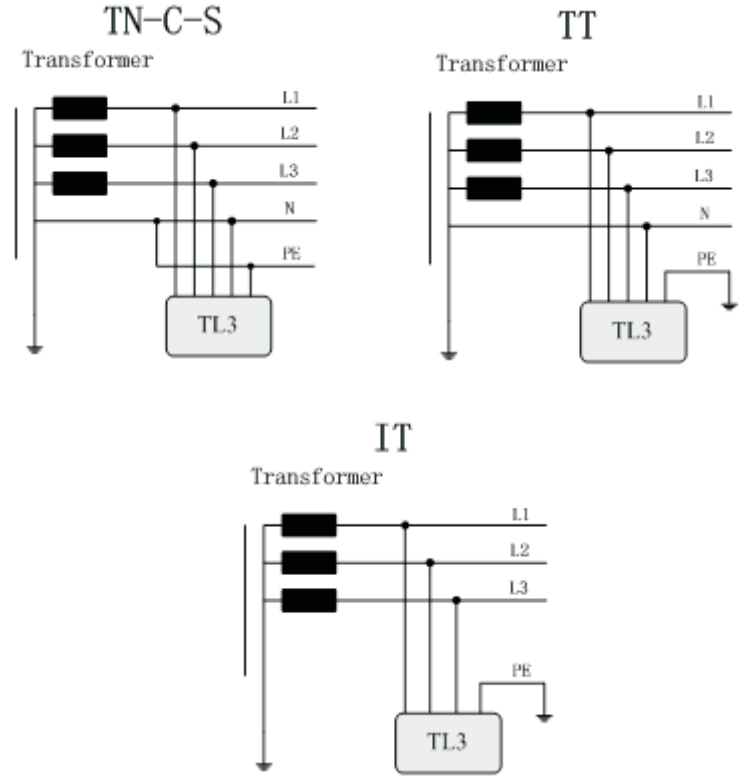 TN-C-S
Transformer
L1
L2
L3
N
PE
TL3
TT
Transformer
L1
L2
L3
N
PE
TL3
IT
Transformer
L1
L2
L3
PE
TL3